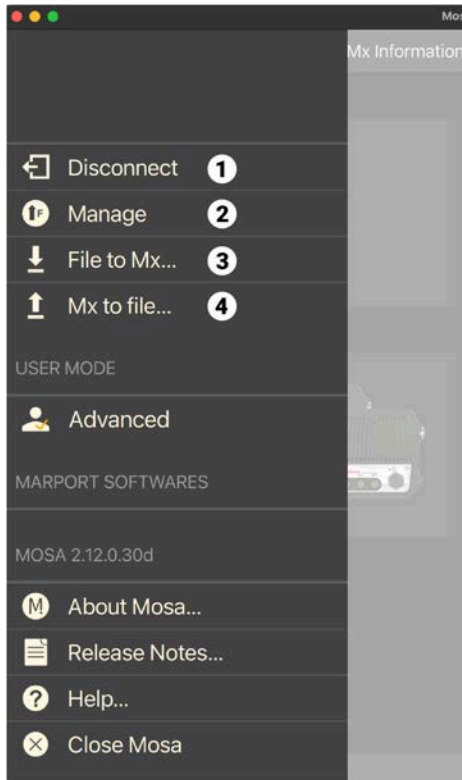 Mos
Mx Information
Disconnect 1
Manage 2
File to Mx... 3
Mx to file... 4
USER MODE
Advanced
MARPORT SOFTWARES
MOSA 2.12.0.30d
About Mosa...
Release Notes...
Help...
Close Mosa